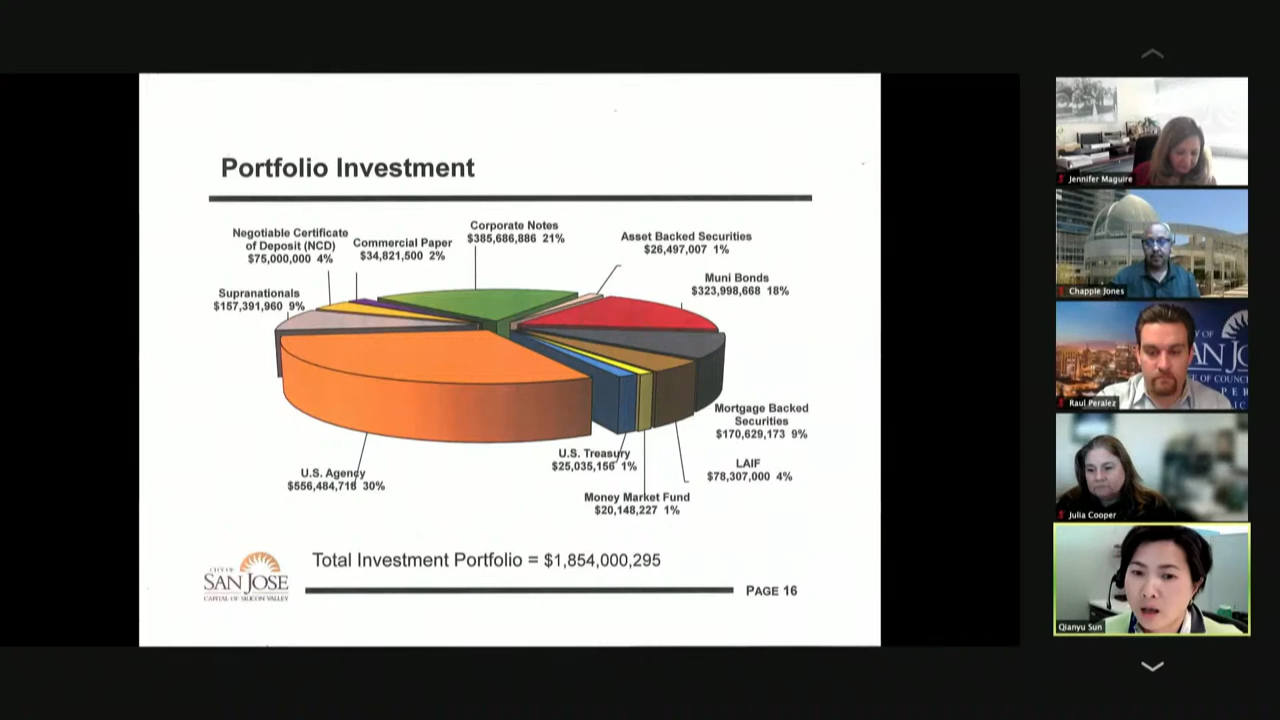 Portfolio Investment
Negotiable Certificate
of Deposit (NCD)
$75,000,000 4%
Commercial Paper
$34,821,500 2%
Corporate Notes
$385,686,886 21%
Asset Backed Securities
$26,497,007 1%
Muni Bonds
$323,998,668 18%
Supranationals
$157,391,960 9%
Mortgage Backed
Securities
$170,629,173 9%
LAIF
$78,307,000 4%
U.S. Treasury
$25,035,156 1%
Money Market Fund
$20,148,227 1%
U.S. Agency
$556,484,718 30%
Total Investment Portfolio = $1,854,000,295
CITY OF
SAN JOSE
CAPITAL OF SILICON VALLEY
PAGE 16
Jennifer Maguire
Chappie Jones
Raul Peralez
Julia Cooper
Qianyu Sun